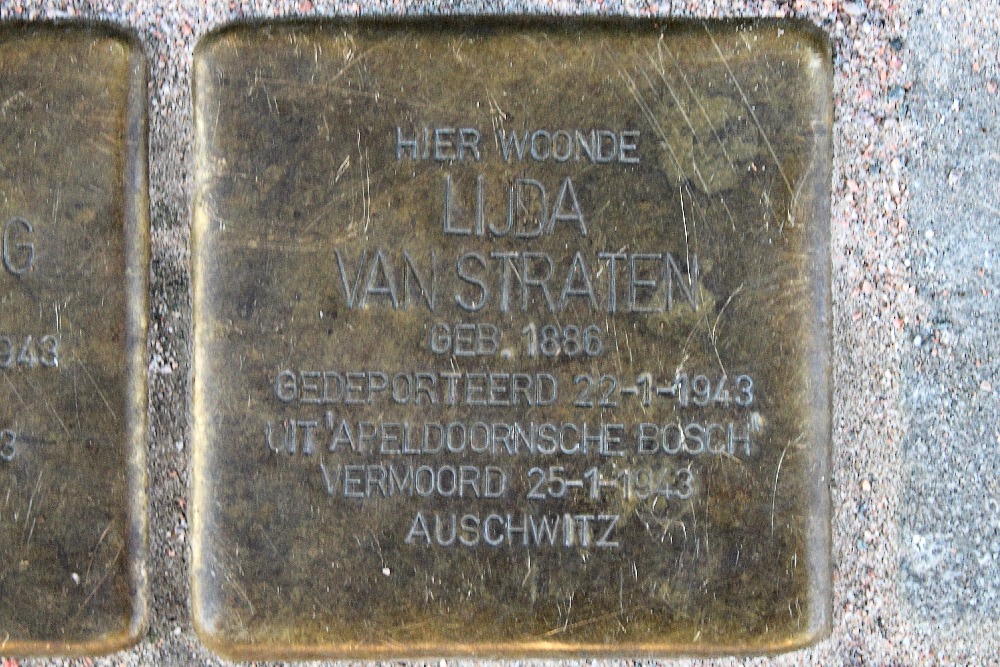 HIER WOONDE
LIJDA
VAN STRATEN
GEB. 1886
GEDEPORTEERD 22-1-1943
UIT 'APELDOORNSCHE BOSCH'
VERMOORD 25-1-1943
AUSCHWITZ